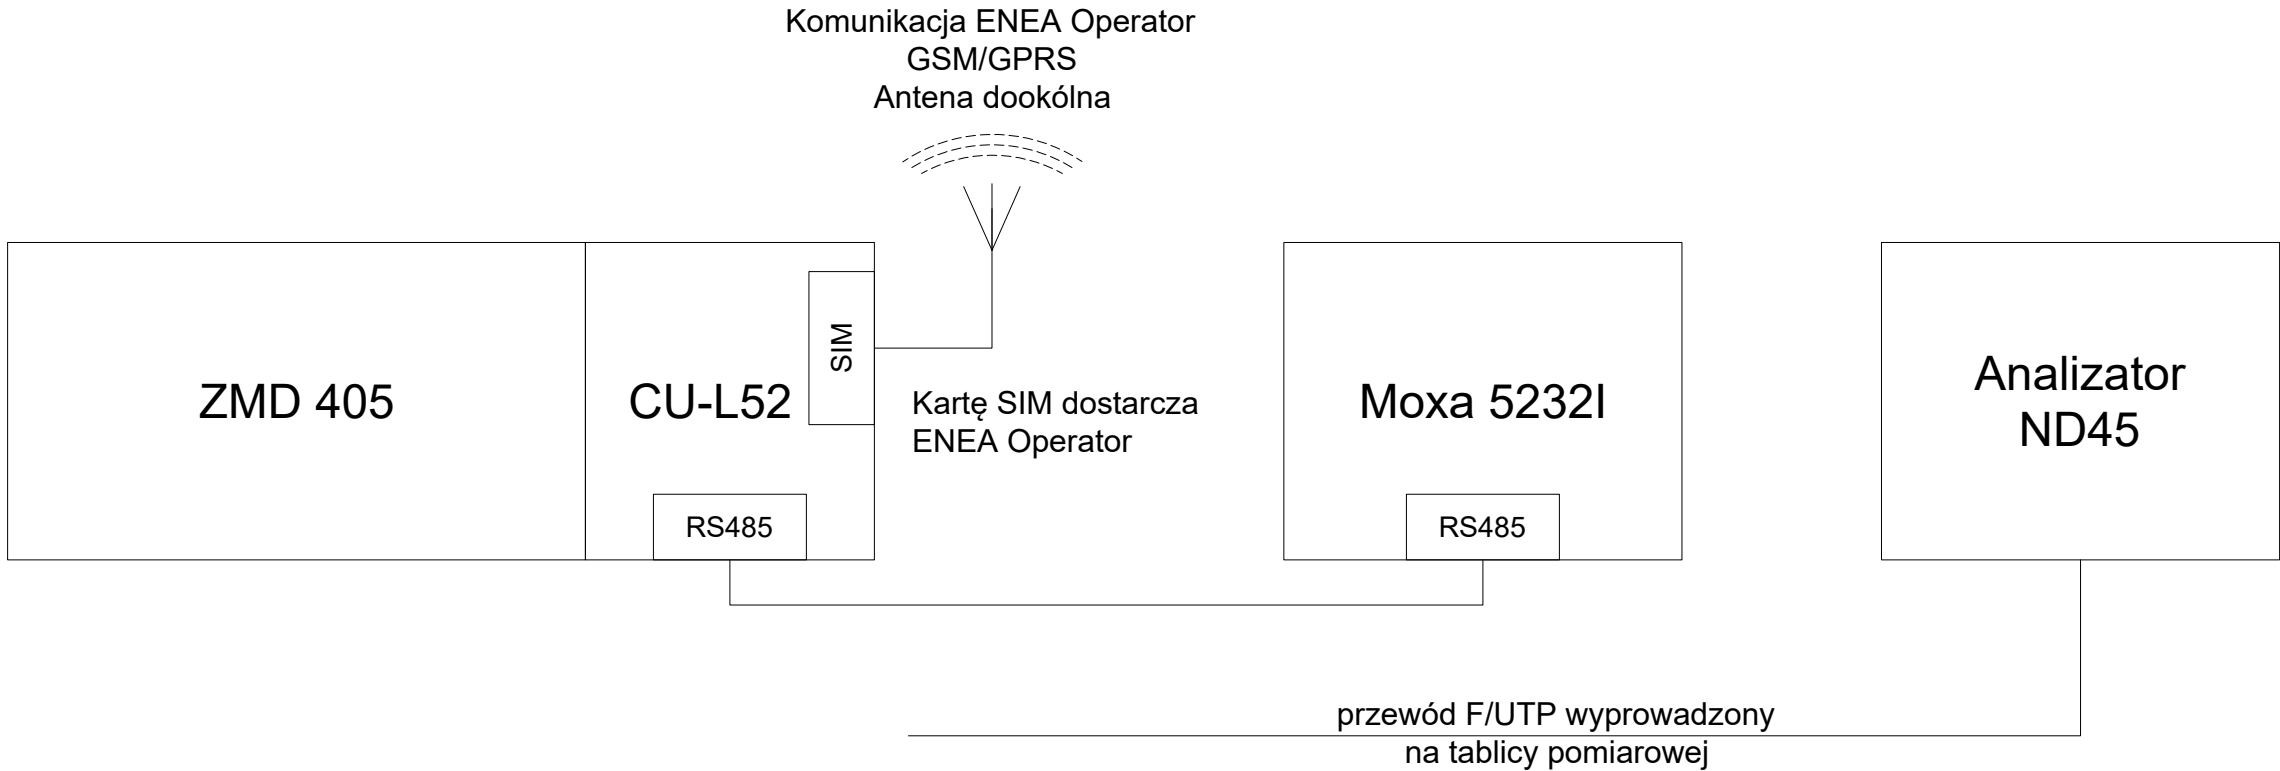 Komunikacja ENEA Operator
GSM/GPRS
Antena dookólna
ZMD 405
CU-L52
SIM
RS485
Kartę SIM dostarcza
ENEA Operator
Moxa 5232I
RS485
Analizator
ND45
przewód F/UTP wyprowadzony
na tablicy pomiarowej